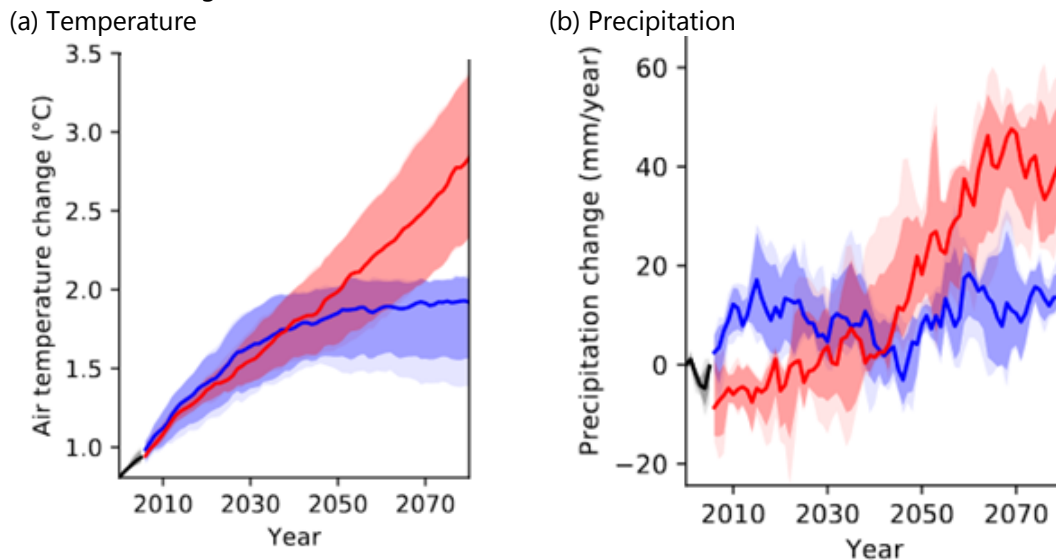 (a) Temperature
(b) Precipitation
Air temperature change (°C)
3.5
3.0
2.5
2.0
1.5
1.0
2010 2030 2050 2070
Year
Precipitation change (mm/year)
60
40
20
0
−20
2010 2030 2050 2070
Year